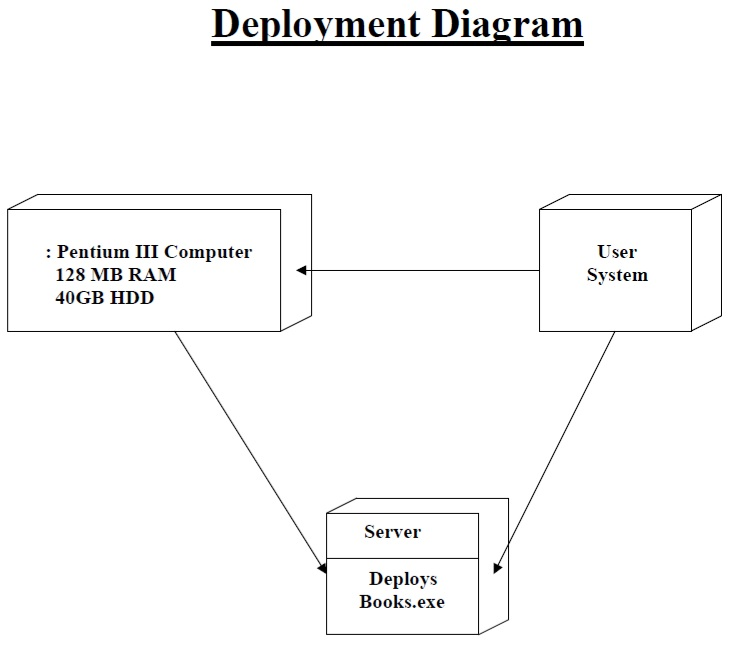 Deployment Diagram
: Pentium III Computer
128 MB RAM
40GB HDD
User
System
Server
Deploys
Books.exe